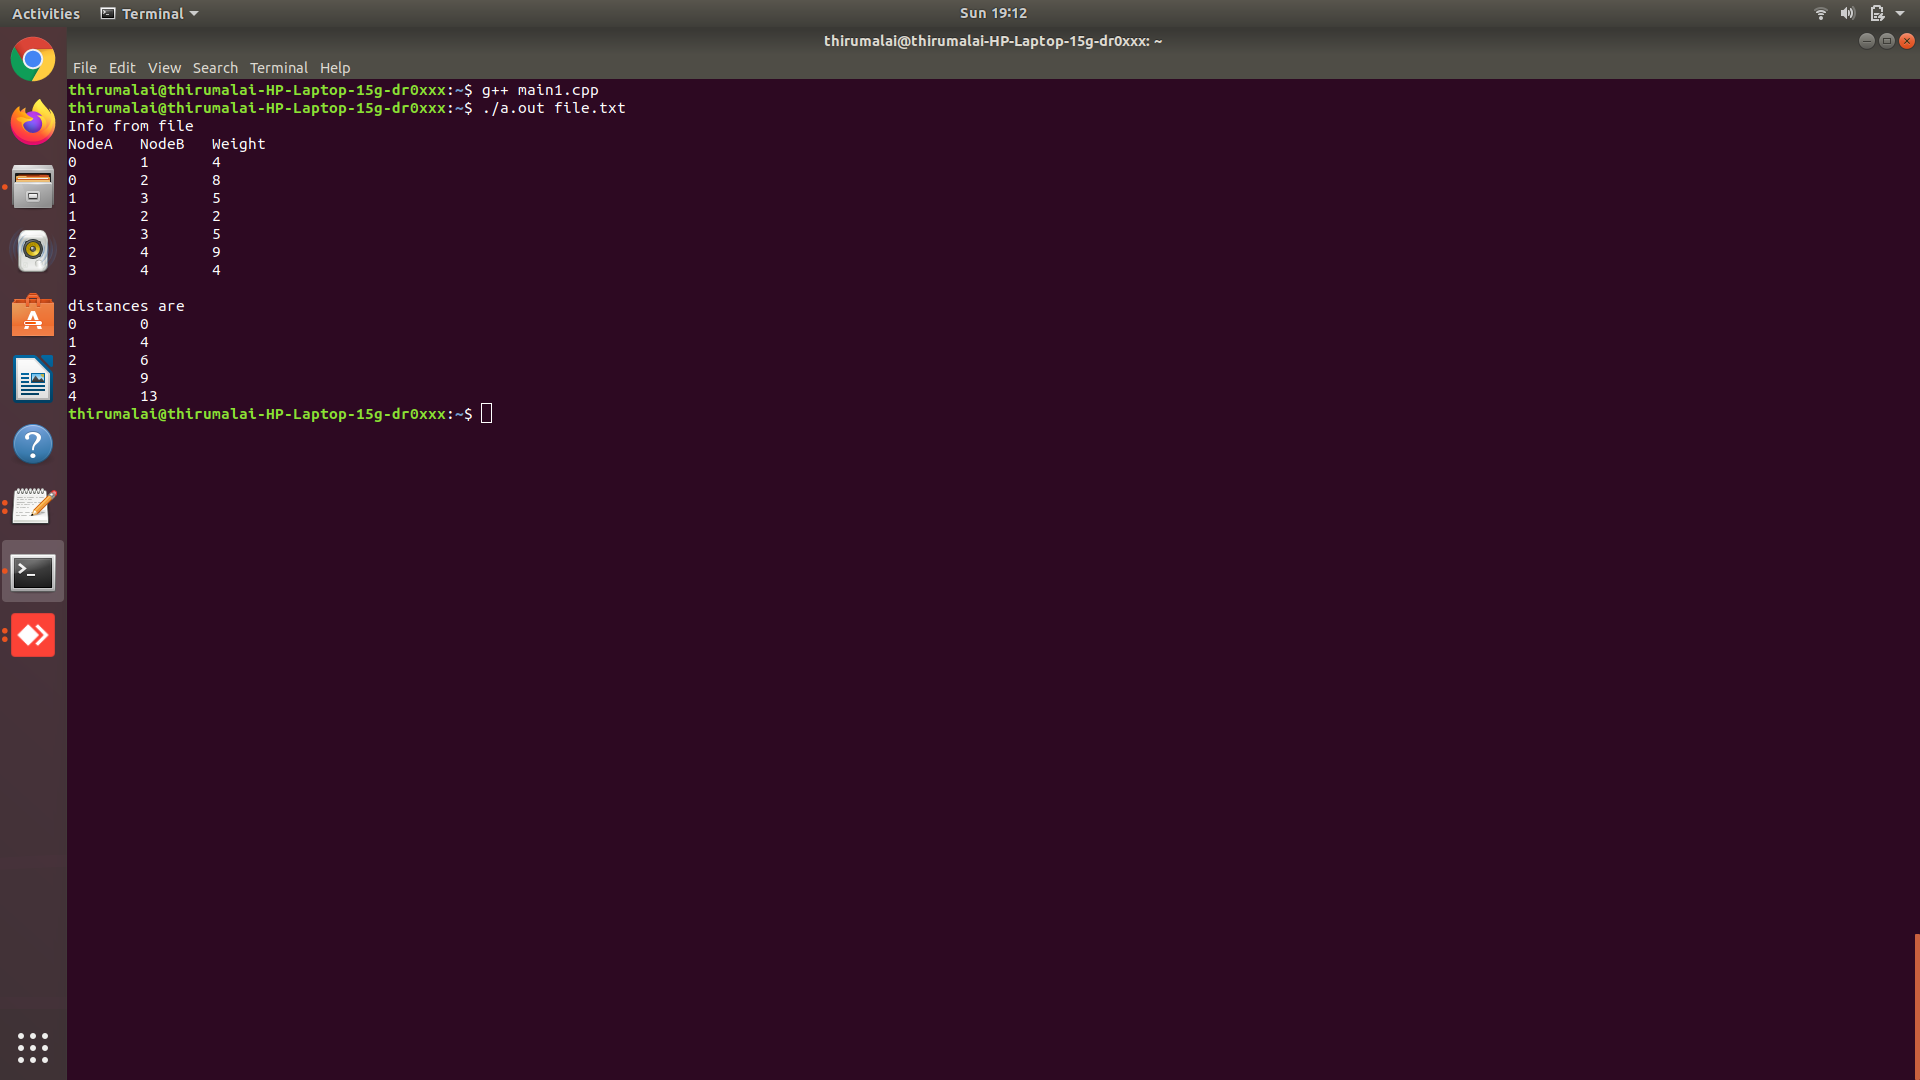 Activities Terminal Sun 19:12
thirumalai@thirumalai-HP-Laptop-15g-dr0xxx: ~
File Edit View Search Terminal Help
thirumalai@thirumalai-HP-Laptop-15g-dr0xxx:~$ g++ main1.cpp
thirumalai@thirumalai-HP-Laptop-15g-dr0xxx:~$ ./a.out file.txt
Info from file
NodeA NodeB Weight
0 1 4
0 2 8
1 3 5
1 2 2
2 3 5
2 4 9
3 4 4
distances are
0 0
1 4
2 6
3 9
4 13
thirumalai@thirumalai-HP-Laptop-15g-dr0xxx:~$